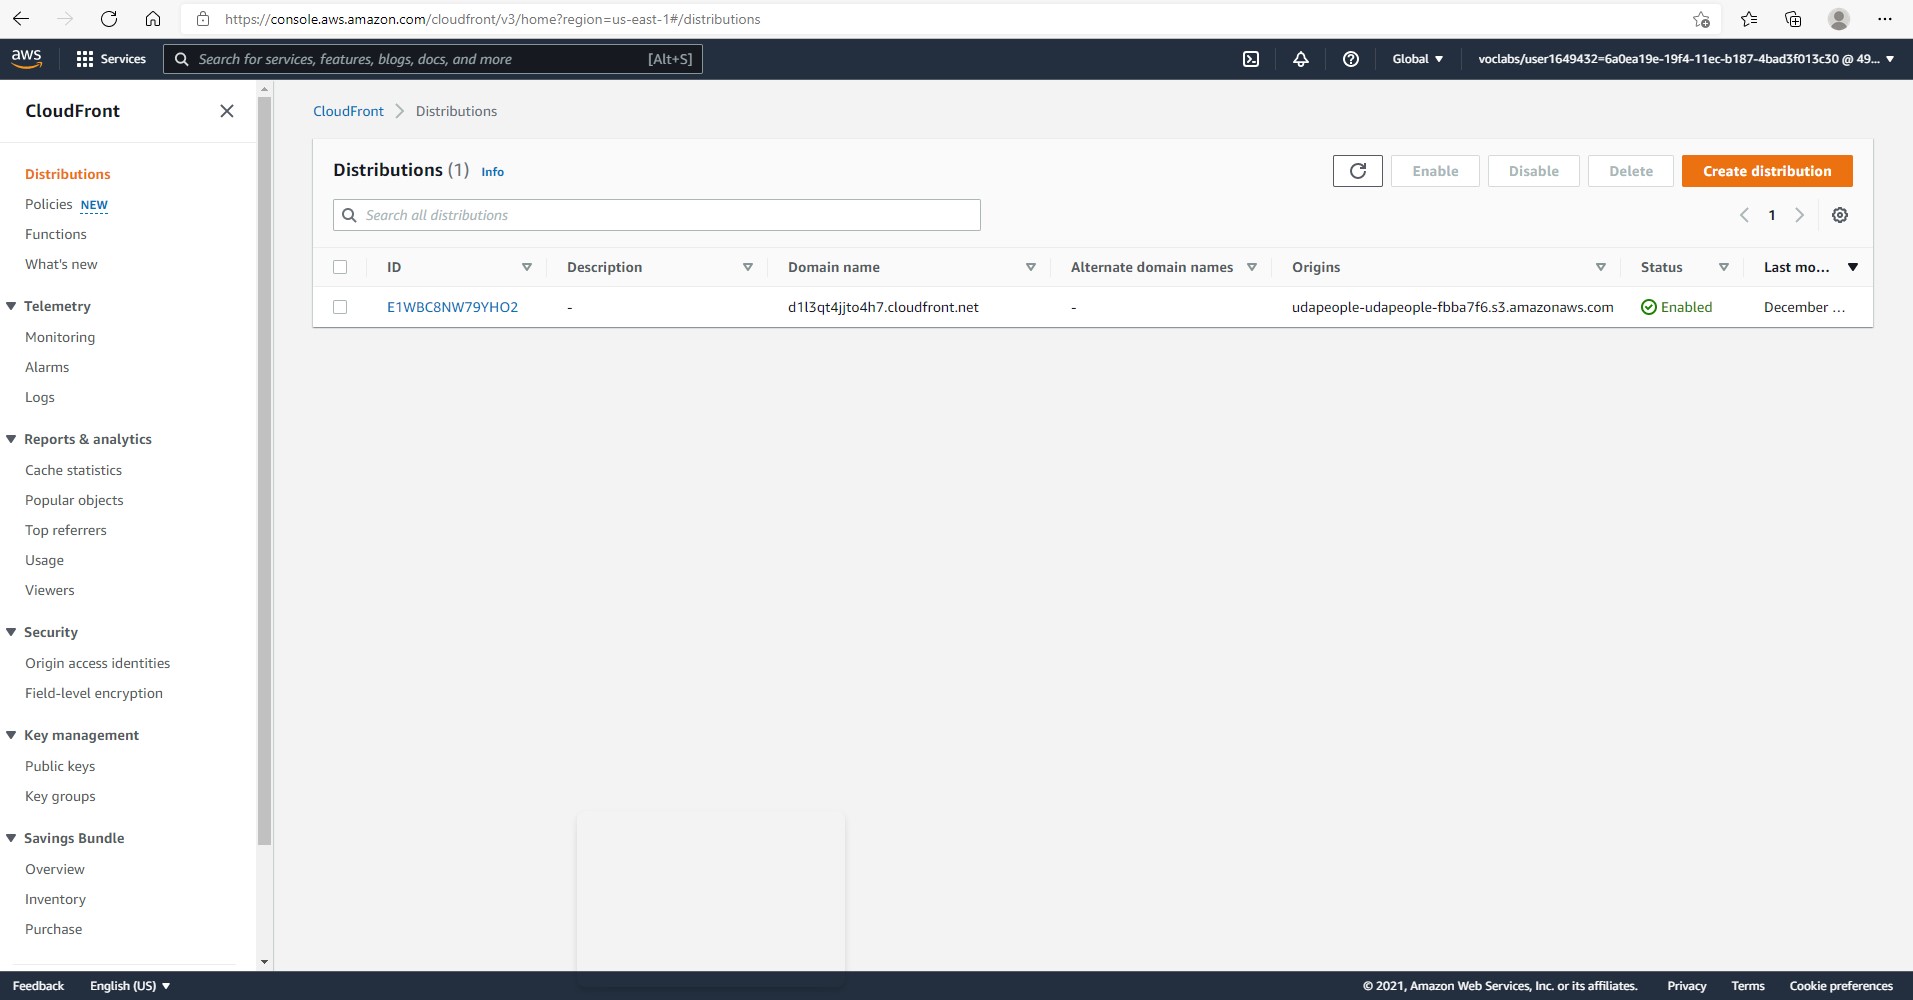 https://console.aws.amazon.com/cloudfront/v3/home?region=us-east-1#/distributions
aws Services Search for services, features, blogs, docs, and more [Alt+S] Global voclabs/user1649432=6a0ea19e-19f4-11ec-b187-4bad3f013c30 @ 49...
CloudFront
Distributions
Policies NEW
Functions
What's new
Telemetry
Monitoring
Alarms
Logs
Reports & analytics
Cache statistics
Popular objects
Top referrers
Usage
Viewers
Security
Origin access identities
Field-level encryption
Key management
Public keys
Key groups
Savings Bundle
Overview
Inventory
Purchase
CloudFront Distributions
Distributions (1) Info Enable Disable Delete Create distribution
Search all distributions 1
ID Description Domain name Alternate domain names Origins Status Last mo...
E1WBC8NW79YHO2 - d1l3qt4jjto4h7.cloudfront.net - udapeople-udapeople-fbba7f6.s3.amazonaws.com Enabled December ...
Feedback English (US) © 2021, Amazon Web Services, Inc. or its affiliates. Privacy Terms Cookie preferences